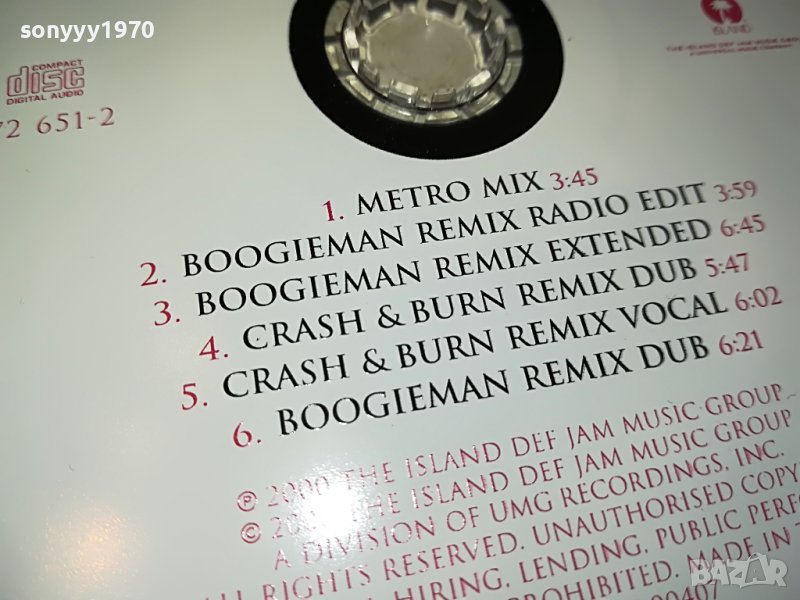 sonyyy1970
COMPACT
disc
DIGITAL AUDIO
ISLAND
72 651-2
1. METRO MIX 3:45
2. BOOGIEMAN REMIX RADIO EDIT 3:59
3. BOOGIEMAN REMIX EXTENDED 6:45
4. CRASH & BURN REMIX DUB 5:47
5. CRASH & BURN REMIX VOCAL 6:02
6. BOOGIEMAN REMIX DUB 6:21
℗ 2000 THE ISLAND DEF JAM MUSIC GROUP
© THE ISLAND DEF JAM MUSIC GROUP
A DIVISION OF UMG RECORDINGS, INC.
ALL RIGHTS RESERVED. UNAUTHORISED COPY
HIRING, LENDING, PUBLIC PERF
PROHIBITED. MADE IN
00407
BAZAR